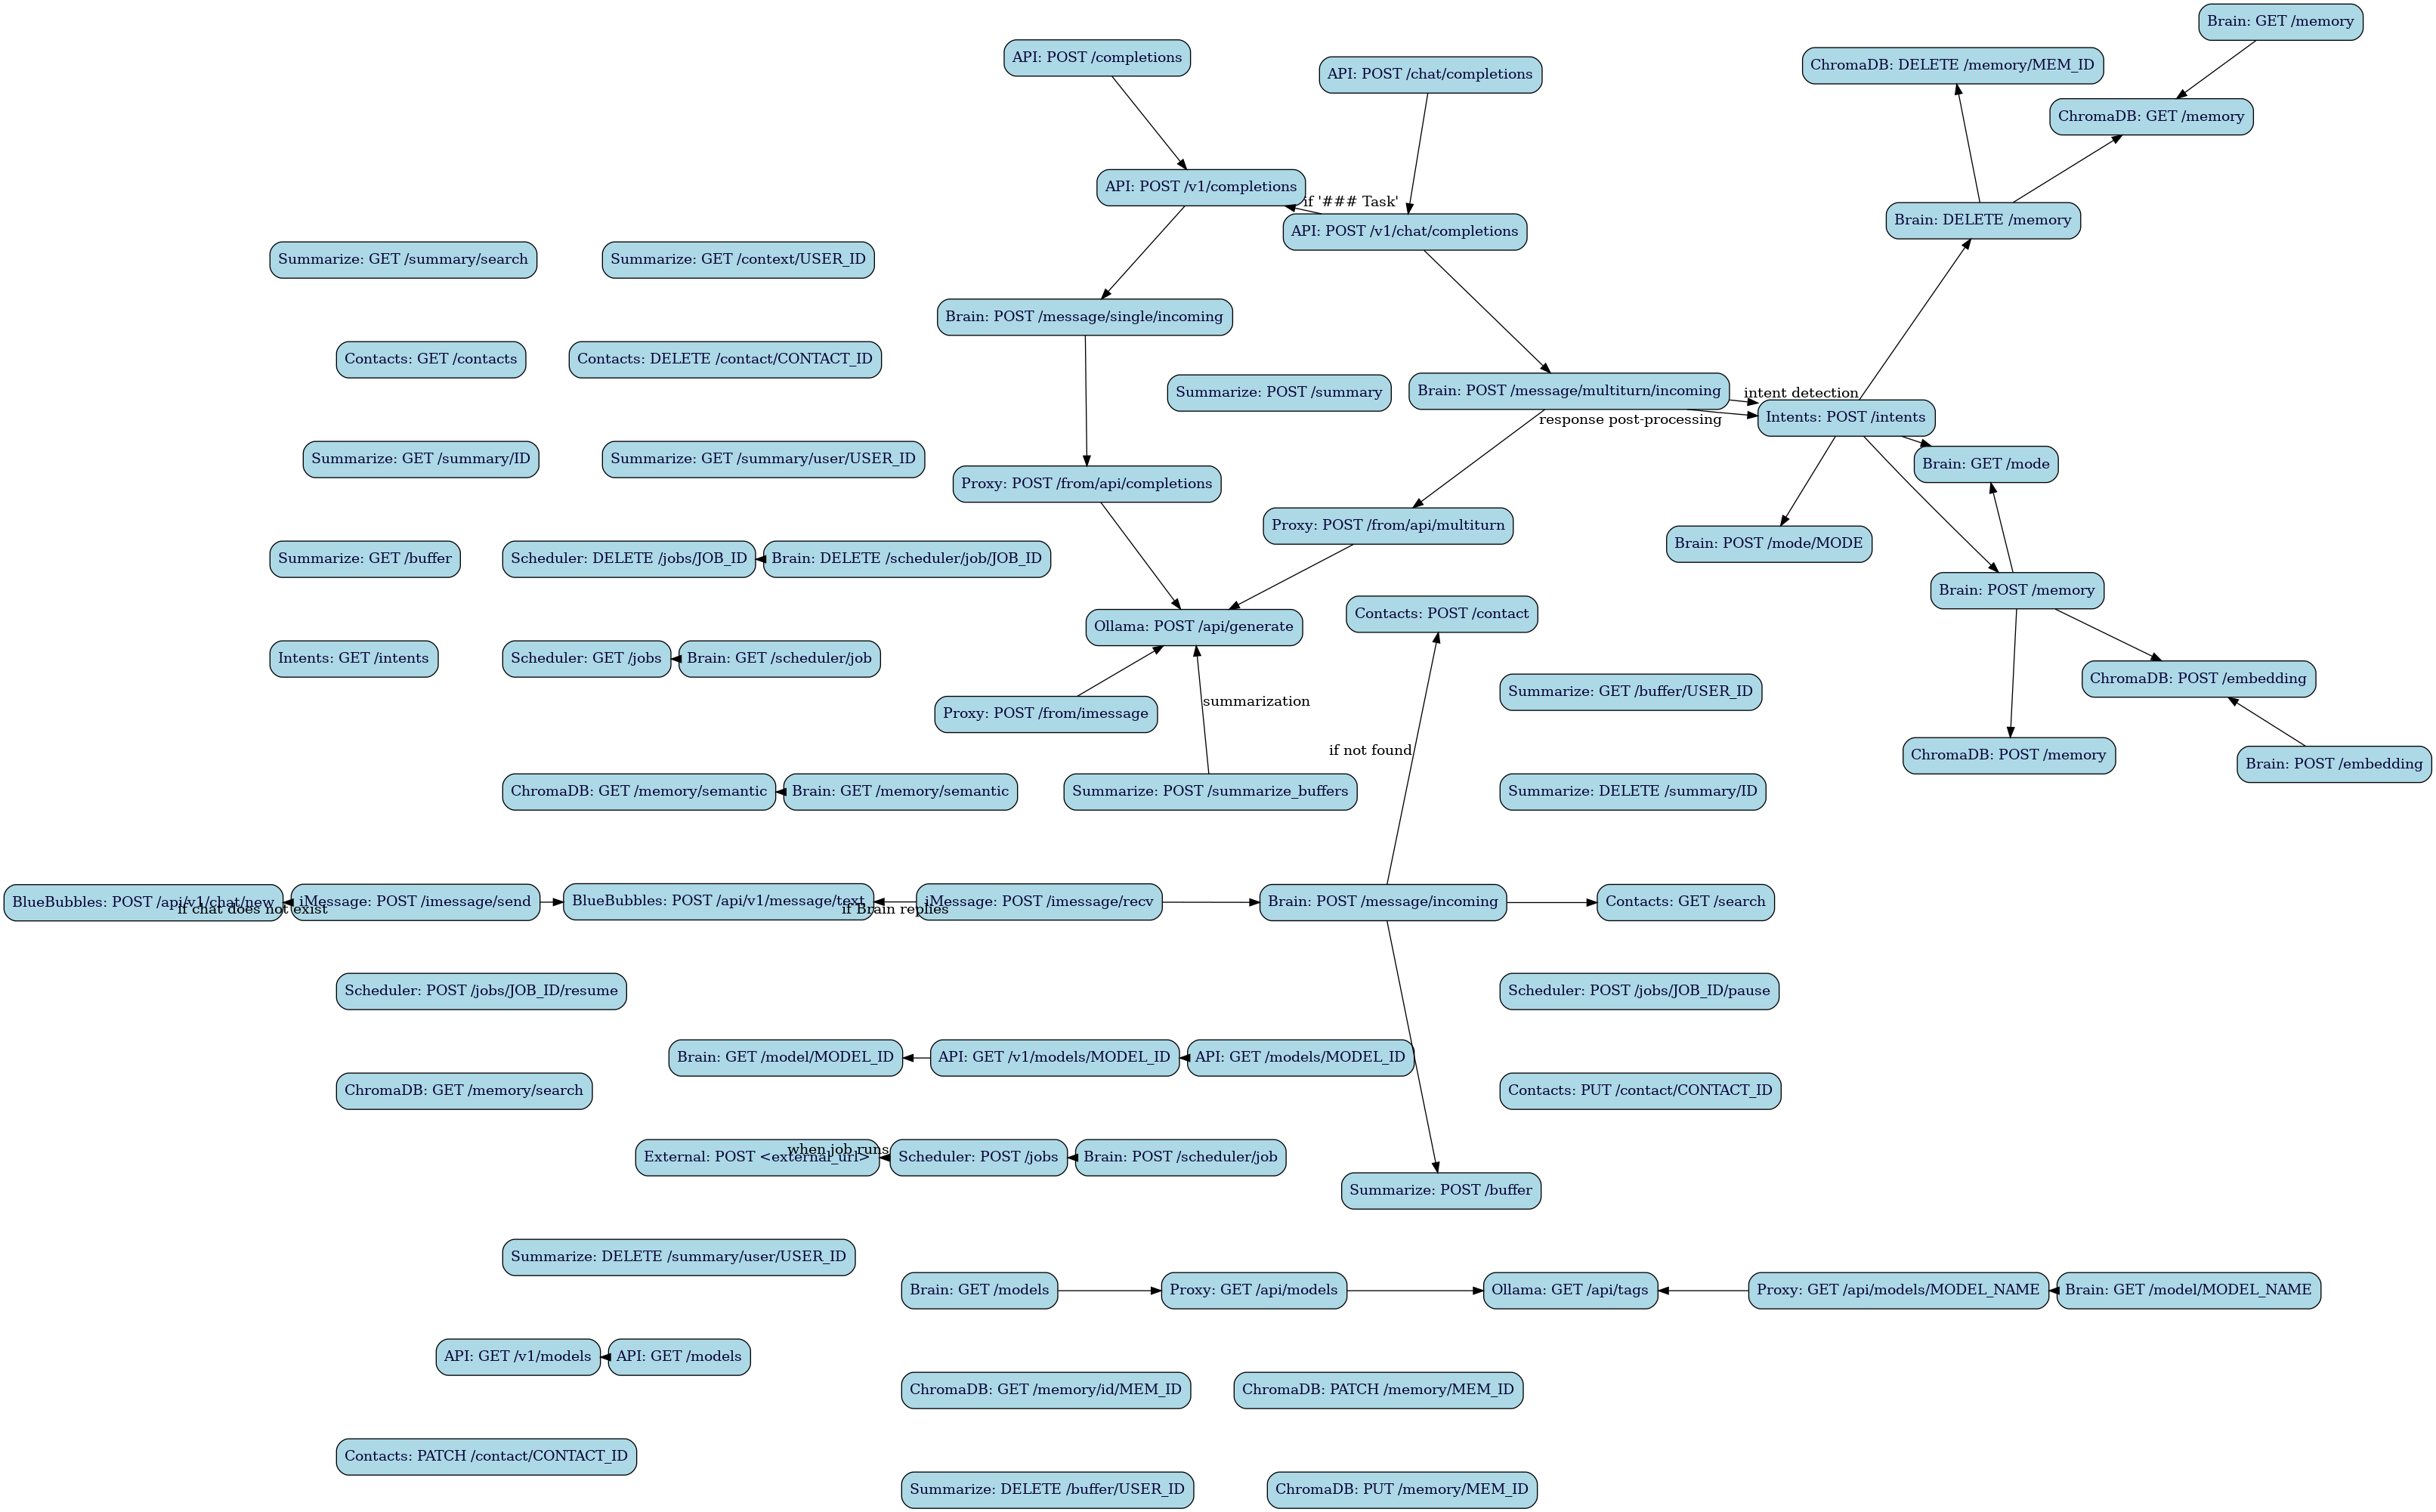 Brain: GET /memory
API: POST /completions
API: POST /chat/completions
ChromaDB: DELETE /memory/MEM_ID
ChromaDB: GET /memory
API: POST /v1/completions
if '### Task'
API: POST /v1/chat/completions
Brain: DELETE /memory
Summarize: GET /summary/search
Summarize: GET /context/USER_ID
Brain: POST /message/single/incoming
Contacts: GET /contacts
Contacts: DELETE /contact/CONTACT_ID
Summarize: POST /summary
Brain: POST /message/multiturn/incoming
intent detection
Intents: POST /intents
response post-processing
Summarize: GET /summary/ID
Summarize: GET /summary/user/USER_ID
Brain: GET /mode
Proxy: POST /from/api/completions
Proxy: POST /from/api/multiturn
Brain: POST /mode/MODE
Summarize: GET /buffer
Scheduler: DELETE /jobs/JOB_ID
Brain: DELETE /scheduler/job/JOB_ID
Brain: POST /memory
Ollama: POST /api/generate
Contacts: POST /contact
Intents: GET /intents
Scheduler: GET /jobs
Brain: GET /scheduler/job
ChromaDB: POST /embedding
Summarize: GET /buffer/USER_ID
summarization
Proxy: POST /from/imessage
if not found
ChromaDB: POST /memory
Brain: POST /embedding
ChromaDB: GET /memory/semantic
Brain: GET /memory/semantic
Summarize: POST /summarize_buffers
Summarize: DELETE /summary/ID
BlueBubbles: POST /api/v1/chat/new
if chat does not exist
iMessage: POST /imessage/send
BlueBubbles: POST /api/v1/message/text
if Brain replies
iMessage: POST /imessage/recv
Brain: POST /message/incoming
Contacts: GET /search
Scheduler: POST /jobs/JOB_ID/resume
Scheduler: POST /jobs/JOB_ID/pause
Brain: GET /model/MODEL_ID
API: GET /v1/models/MODEL_ID
API: GET /models/MODEL_ID
ChromaDB: GET /memory/search
Contacts: PUT /contact/CONTACT_ID
when job runs
External: POST <external_url>
Scheduler: POST /jobs
Brain: POST /scheduler/job
Summarize: POST /buffer
Summarize: DELETE /summary/user/USER_ID
Brain: GET /models
Proxy: GET /api/models
Ollama: GET /api/tags
Proxy: GET /api/models/MODEL_NAME
Brain: GET /model/MODEL_NAME
API: GET /v1/models
API: GET /models
ChromaDB: GET /memory/id/MEM_ID
ChromaDB: PATCH /memory/MEM_ID
Contacts: PATCH /contact/CONTACT_ID
Summarize: DELETE /buffer/USER_ID
ChromaDB: PUT /memory/MEM_ID